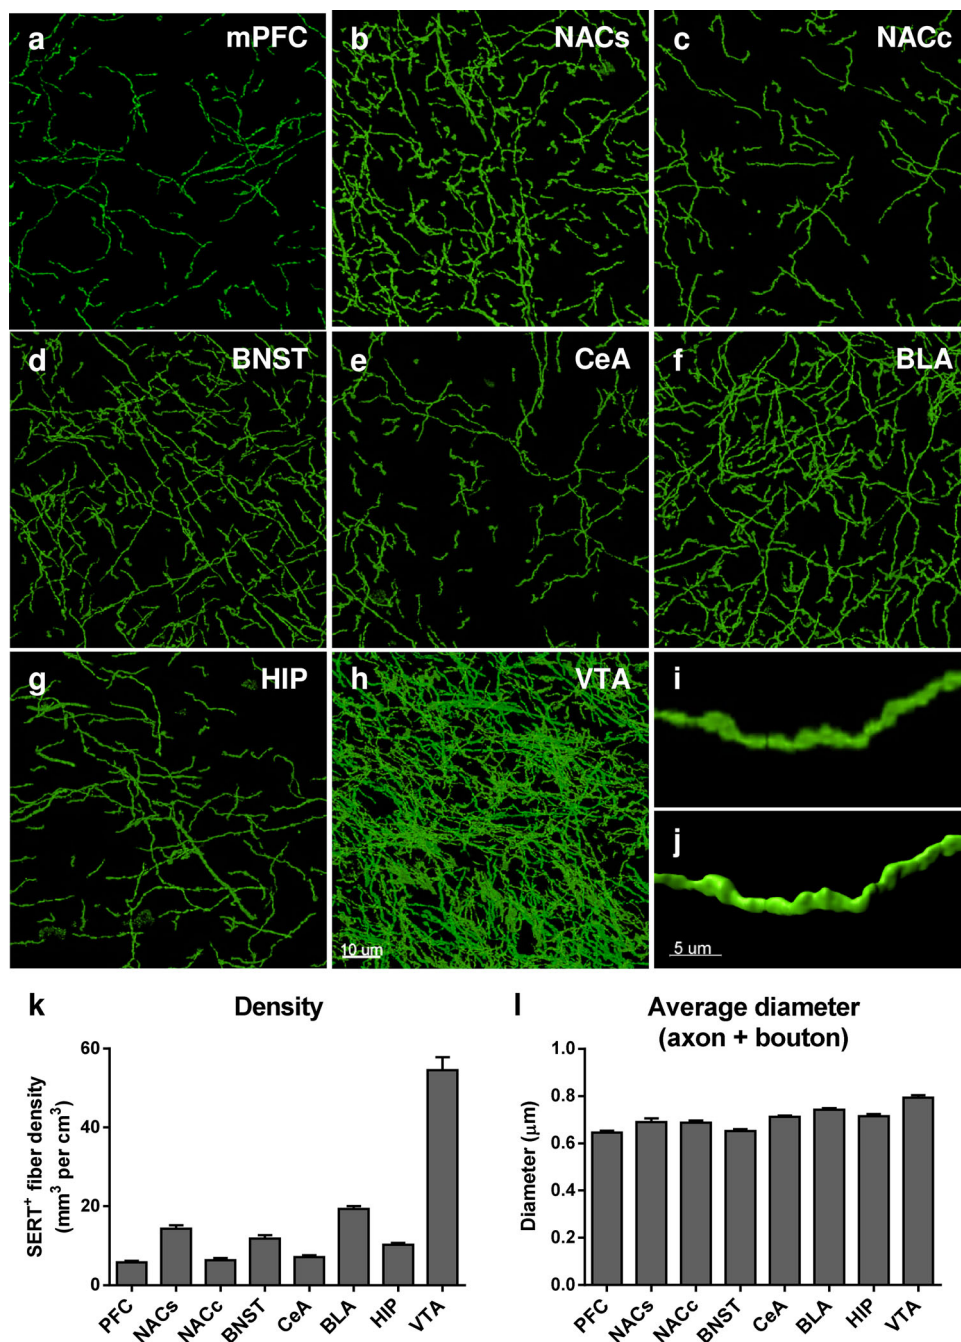 a mPFC
b NACs
c NACc
d BNST
e CeA
f BLA
g HIP
h VTA
10 um
i
j
5 um
k Density
SERT⁺ fiber density
(mm³ per cm³)
60
40
20
0
PFC NACs NACc BNST CeA BLA HIP VTA
l Average diameter
(axon + bouton)
Diameter (μm)
1.0
0.8
0.6
0.4
0.2
0.0
PFC NACs NACc BNST CeA BLA HIP VTA